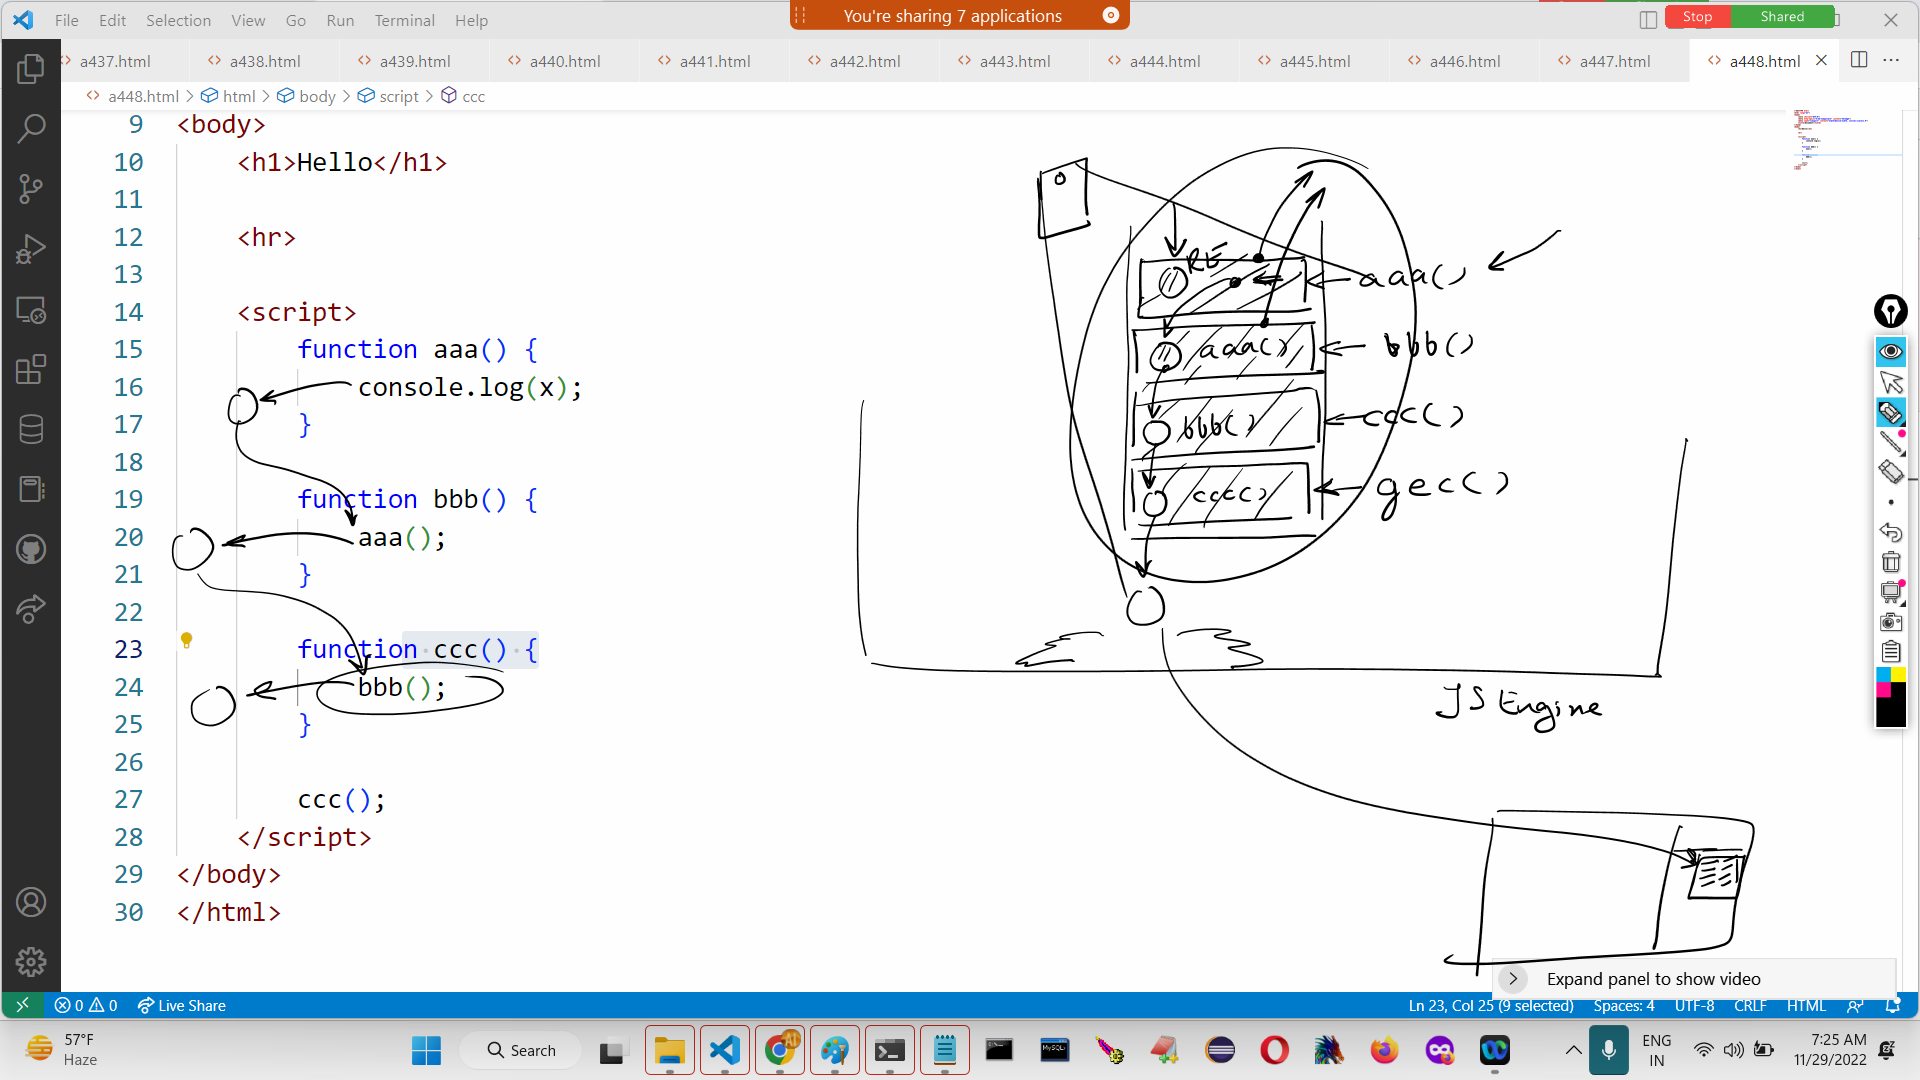 File Edit Selection View Go Run Terminal Help
You're sharing 7 applications
Stop Shared
a437.html a438.html a439.html a440.html a441.html a442.html a443.html a444.html a445.html a446.html a447.html a448.html
a448.html > html > body > script > ccc
9 <body>
10 <h1>Hello</h1>
11
12 <hr>
13
14 <script>
15 function aaa() {
16 console.log(x);
17 }
18
19 function bbb() {
20 aaa();
21 }
22
23 function ccc() {
24 bbb();
25 }
26
27 ccc();
28 </script>
29 </body>
30 </html>
RE
aaa()
aaa() bbb()
bbb() ccc()
ccc() gec()
JS Engine
Expand panel to show video
0 0 Live Share
Ln 23, Col 25 (9 selected) Spaces: 4 UTF-8 CRLF HTML
57°F
Haze
Search
MySQL
ENG
IN
7:25 AM
11/29/2022